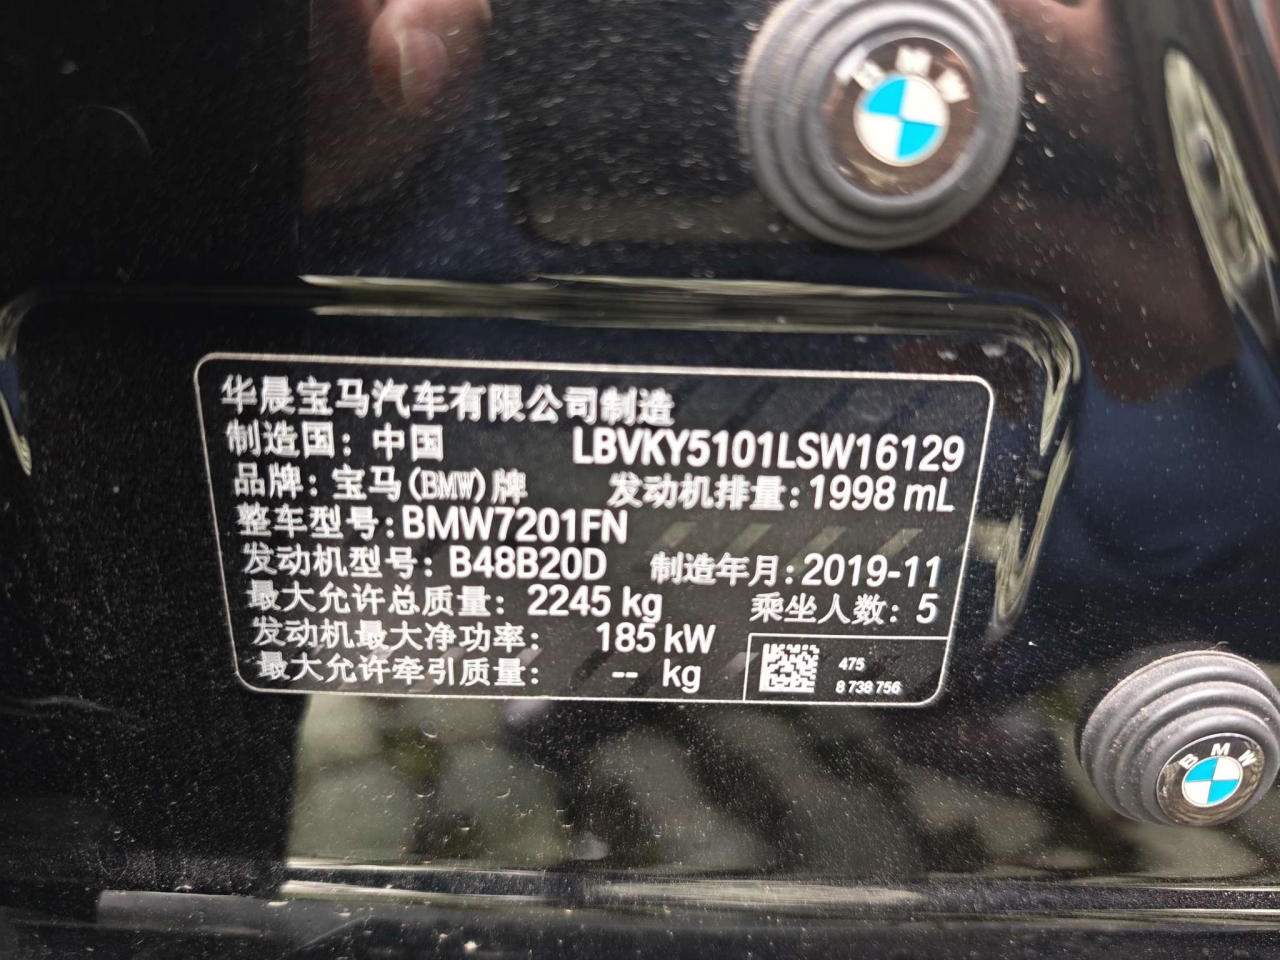 BMW
华晨宝马汽车有限公司制造
制造国：中国 LBVKY5101LSW16129
品牌：宝马(BMW)牌 发动机排量：1998 mL
整车型号：BMW7201FN
发动机型号：B48B20D 制造年月：2019-11
最大允许总质量：2245 kg 乘坐人数：5
发动机最大净功率：185 kW
最大允许牵引质量：-- kg
475
8 738 756
BMW